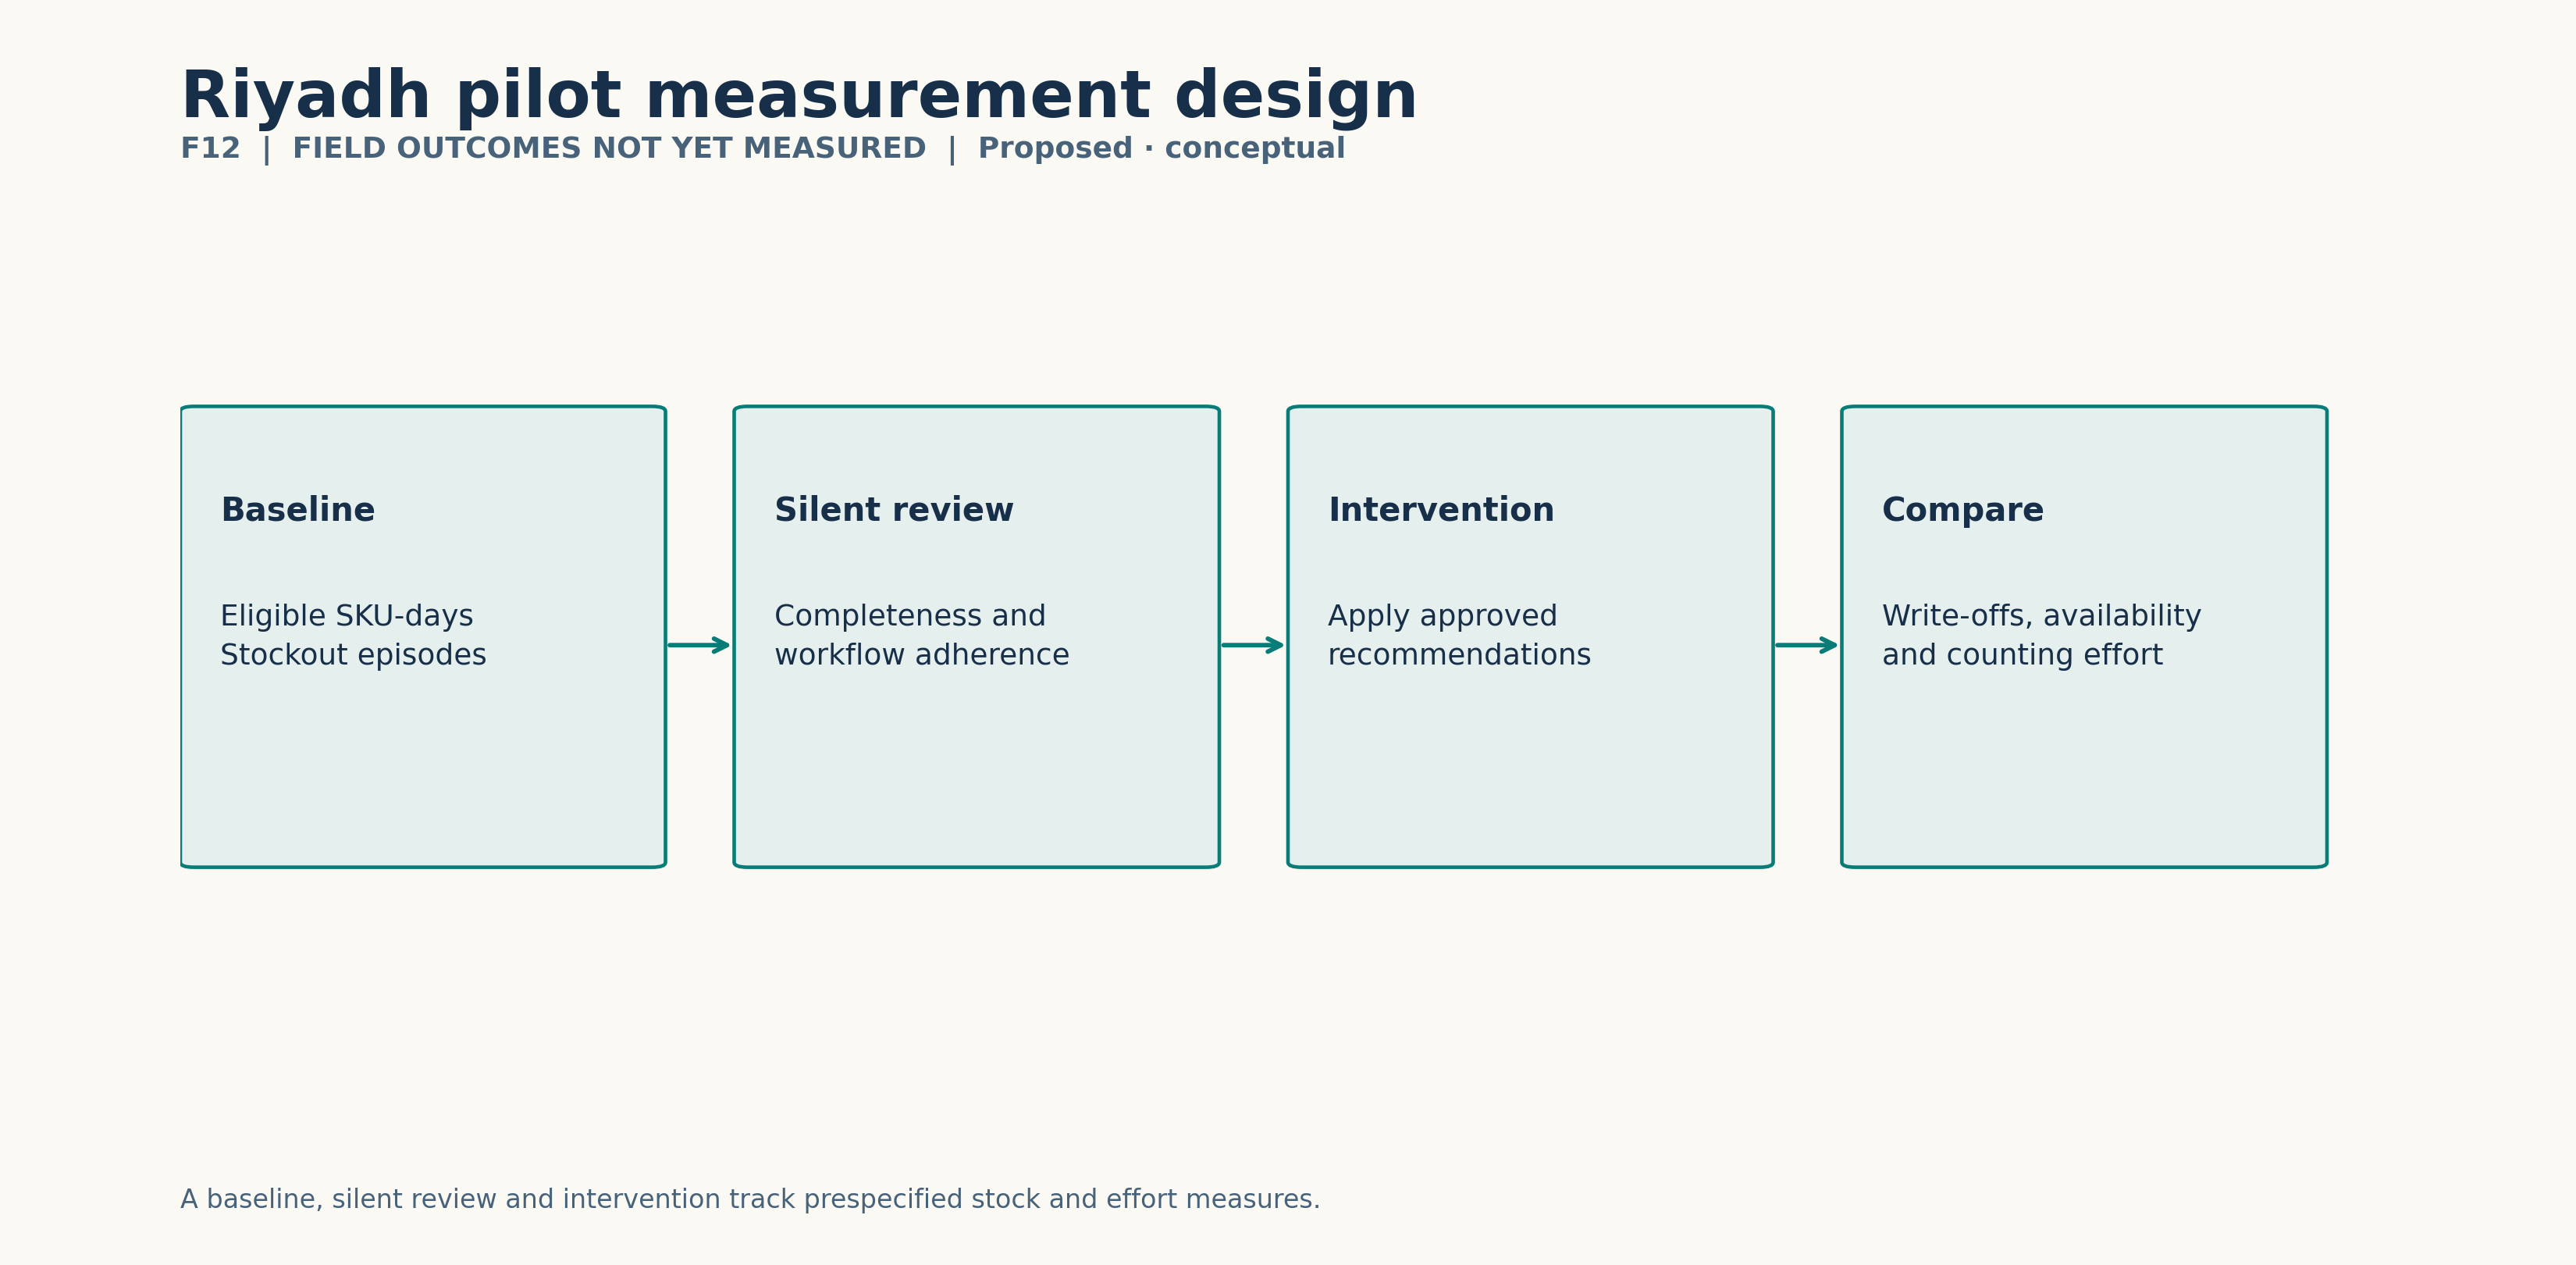 Riyadh pilot measurement design
F12 | FIELD OUTCOMES NOT YET MEASURED | Proposed · conceptual
Baseline
Eligible SKU-days
Stockout episodes
Silent review
Completeness and
workflow adherence
Intervention
Apply approved
recommendations
Compare
Write-offs, availability
and counting effort
A baseline, silent review and intervention track prespecified stock and effort measures.